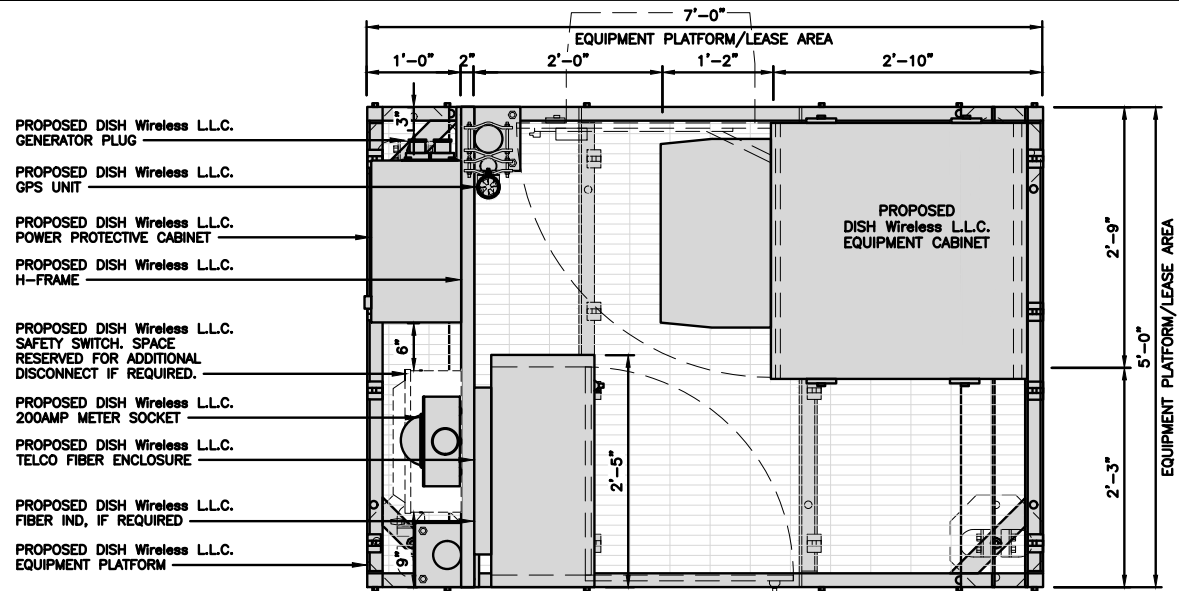 7'-0"
EQUIPMENT PLATFORM/LEASE AREA
1'-0"
2"
2'-0"
1'-2"
2'-10"
3"
PROPOSED DISH Wireless L.L.C.
GENERATOR PLUG
PROPOSED DISH Wireless L.L.C.
GPS UNIT
PROPOSED DISH Wireless L.L.C.
POWER PROTECTIVE CABINET
PROPOSED DISH Wireless L.L.C.
H-FRAME
PROPOSED DISH Wireless L.L.C.
SAFETY SWITCH. SPACE
RESERVED FOR ADDITIONAL
DISCONNECT IF REQUIRED.
PROPOSED DISH Wireless L.L.C.
200AMP METER SOCKET
PROPOSED DISH Wireless L.L.C.
TELCO FIBER ENCLOSURE
PROPOSED DISH Wireless L.L.C.
FIBER IND, IF REQUIRED
PROPOSED DISH Wireless L.L.C.
EQUIPMENT PLATFORM
6"
9"
2'-5"
PROPOSED
DISH Wireless L.L.C.
EQUIPMENT CABINET
2'-9"
2'-3"
5'-0"
EQUIPMENT PLATFORM/LEASE AREA